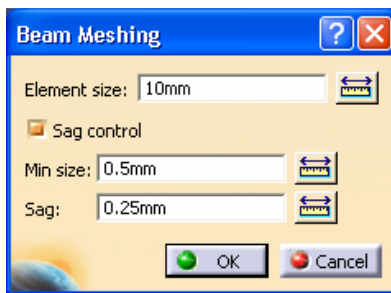 Beam Meshing
Element size: 10mm
Sag control
Min size: 0.5mm
Sag: 0.25mm
OK Cancel